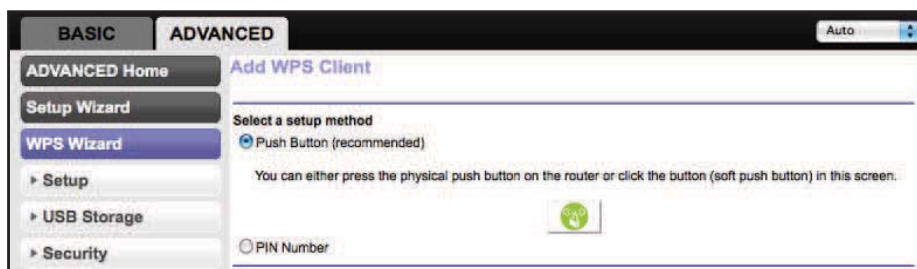 BASIC
ADVANCED
Auto
ADVANCED Home
Setup Wizard
WPS Wizard
▸ Setup
▸ USB Storage
▸ Security
Add WPS Client
Select a setup method
Push Button (recommended)
You can either press the physical push button on the router or click the button (soft push button) in this screen.
PIN Number